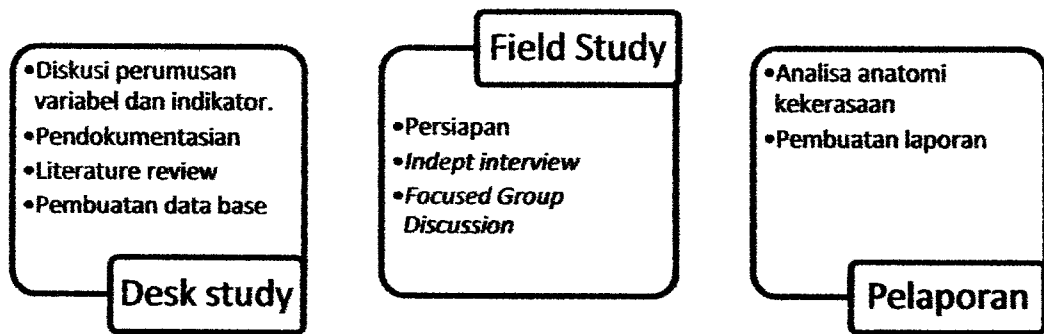 •Diskusi perumusan
variabel dan indikator.
•Pendokumentasian
•Literature review
•Pembuatan data base
Desk study
Field Study
•Persiapan
•Indept interview
•Focused Group
Discussion
•Analisa anatomi
kekerasaan
•Pembuatan laporan
Pelaporan